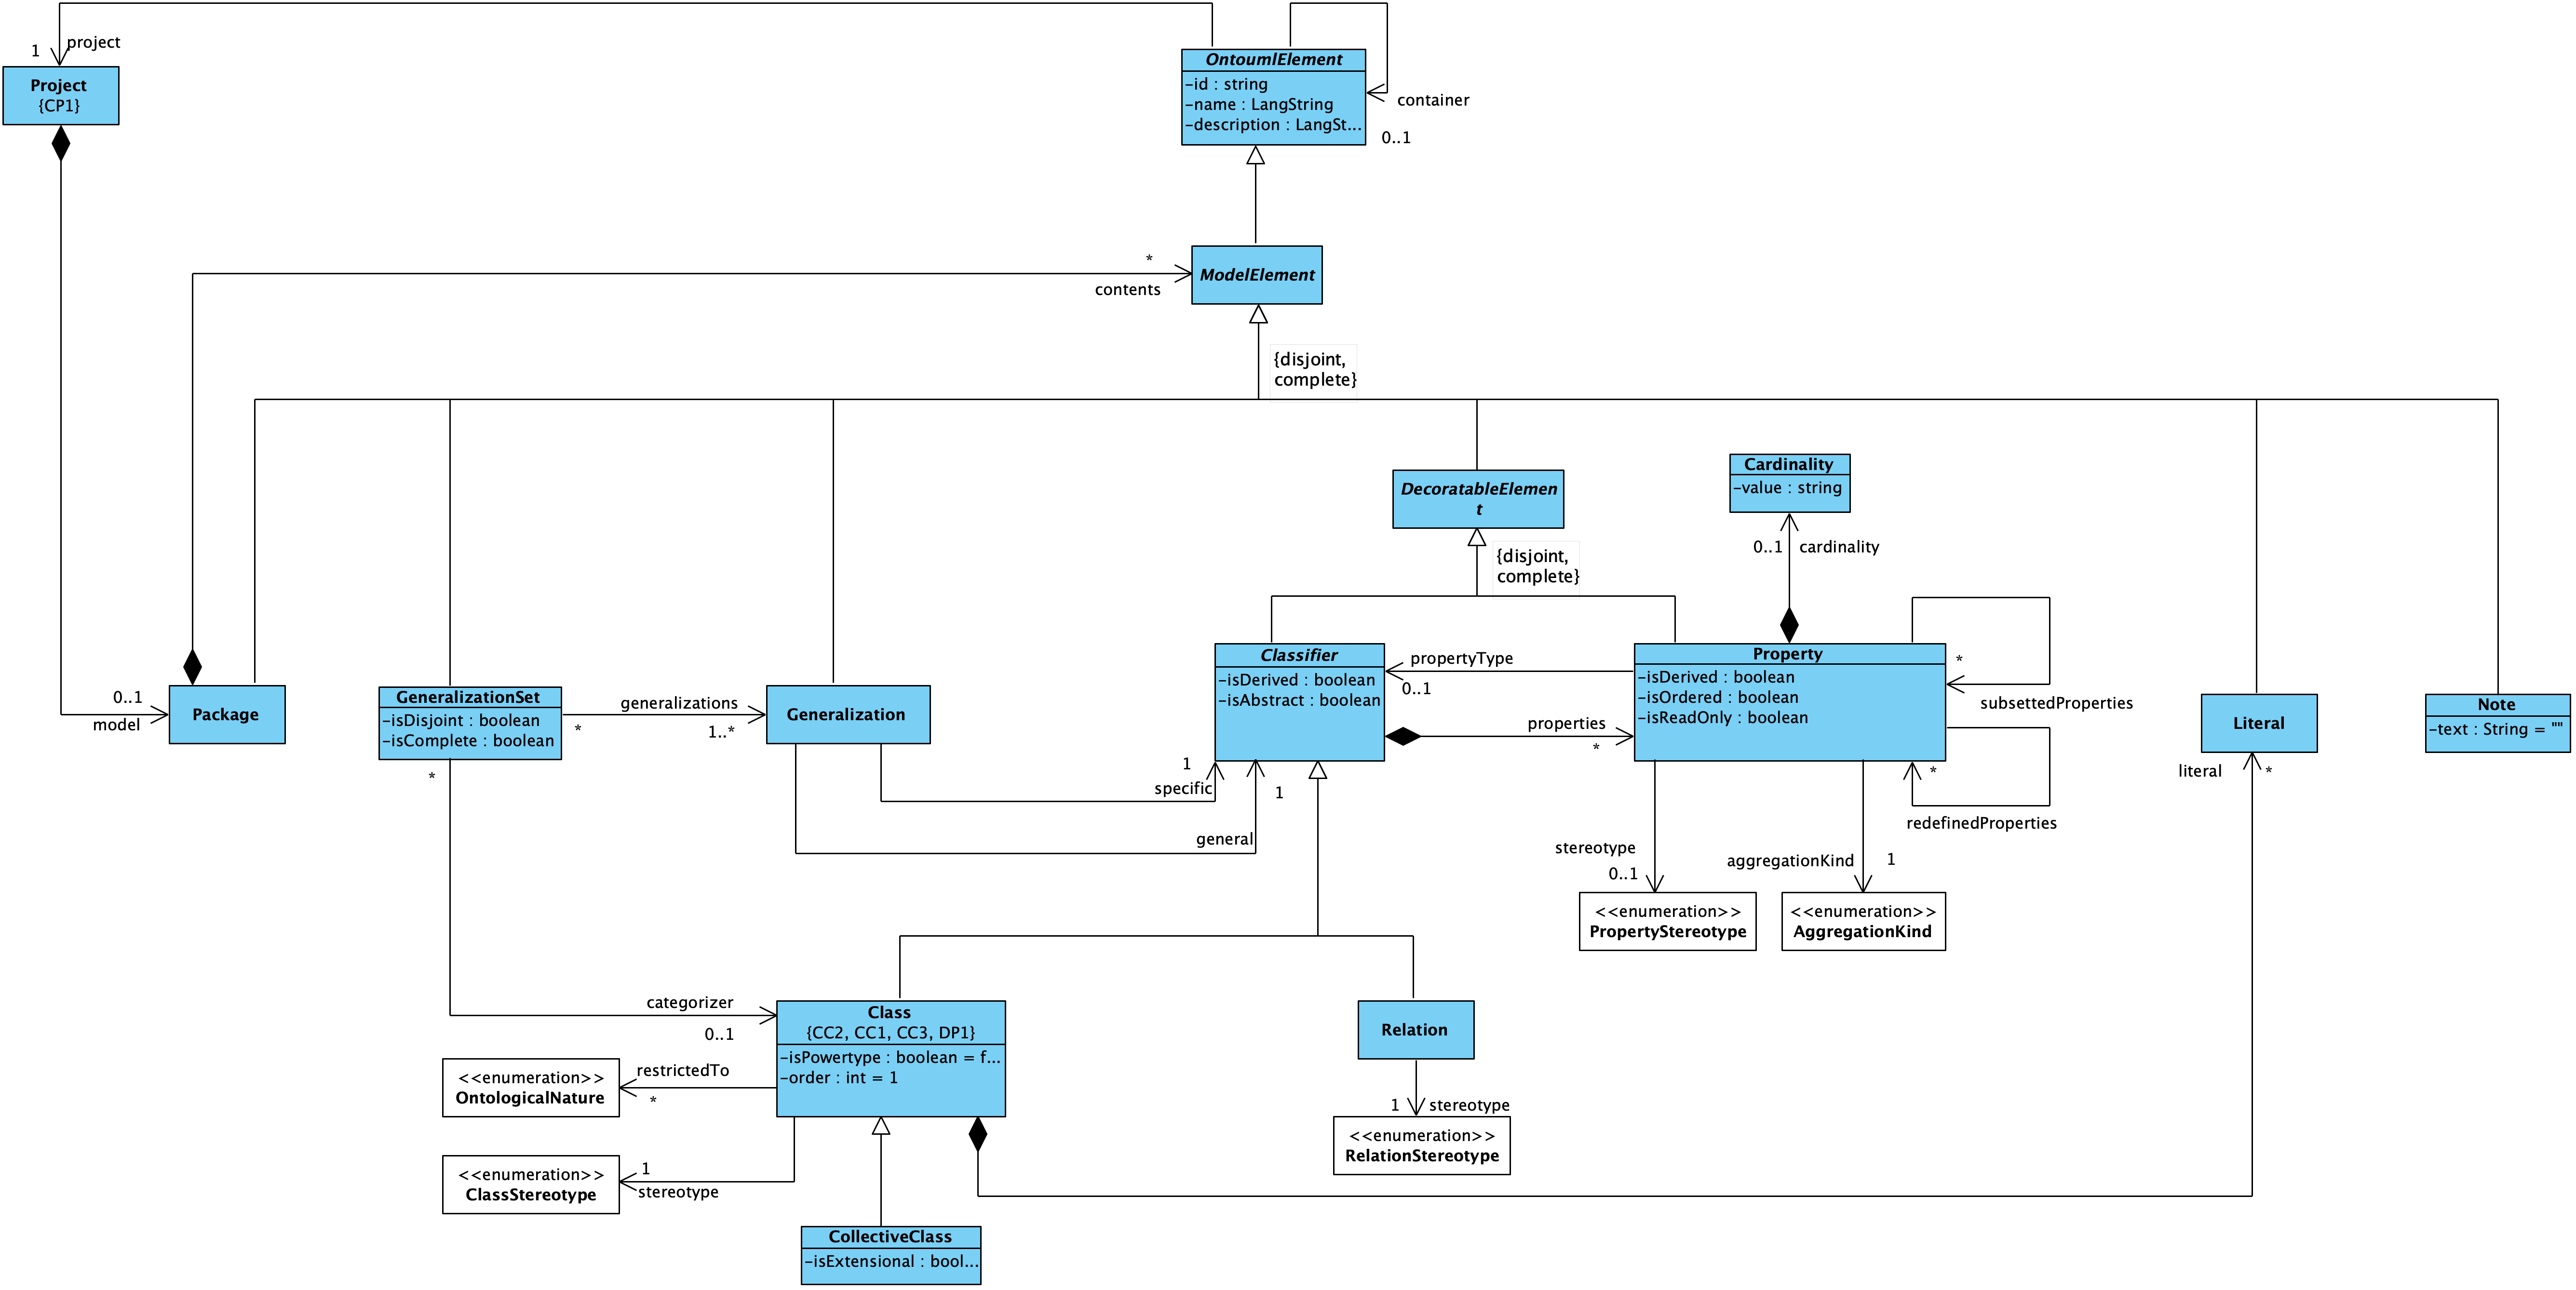 project
1
Project
{CP1}
OntoumlElement
-id : string
-name : LangString
-description : LangSt...
container
0..1
ModelElement
*
contents
{disjoint,
complete}
DecoratableElemen
t
{disjoint,
complete}
Cardinality
-value : string
0..1
cardinality
0..1
model
Package
GeneralizationSet
-isDisjoint : boolean
-isComplete : boolean
generalizations
*
1..*
*
Generalization
1
specific
1
general
Classifier
-isDerived : boolean
-isAbstract : boolean
propertyType
0..1
properties
*
Property
-isDerived : boolean
-isOrdered : boolean
-isReadOnly : boolean
*
subsettedProperties
*
redefinedProperties
stereotype
0..1
aggregationKind
1
<<enumeration>>
PropertyStereotype
<<enumeration>>
AggregationKind
Literal
literal
*
Note
-text : String = ""
categorizer
0..1
Class
{CC2, CC1, CC3, DP1}
-isPowertype : boolean = f...
-order : int = 1
restrictedTo
*
<<enumeration>>
OntologicalNature
1
stereotype
<<enumeration>>
ClassStereotype
CollectiveClass
-isExtensional : bool...
Relation
1
stereotype
<<enumeration>>
RelationStereotype